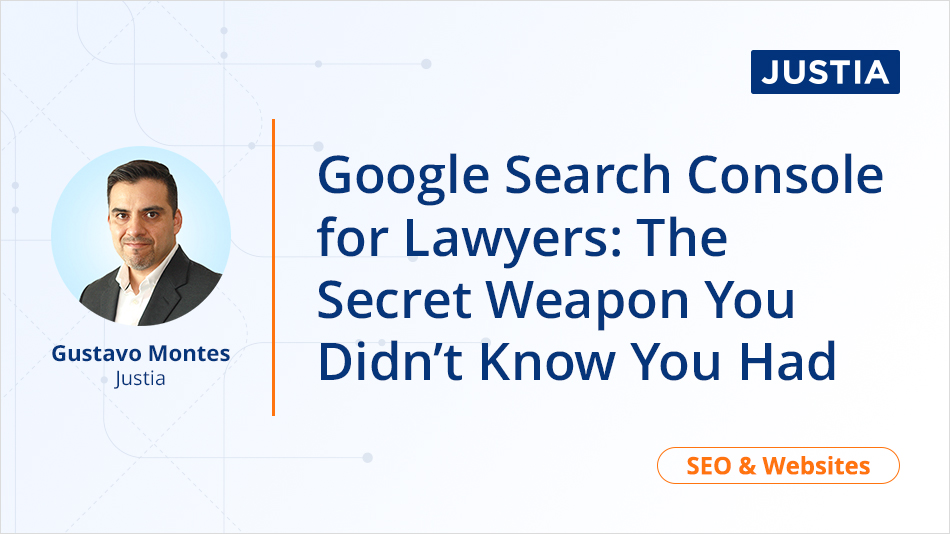 JUSTIA
Google Search Console
for Lawyers: The
Secret Weapon You
Didn’t Know You Had
Gustavo Montes
Justia
SEO & Websites